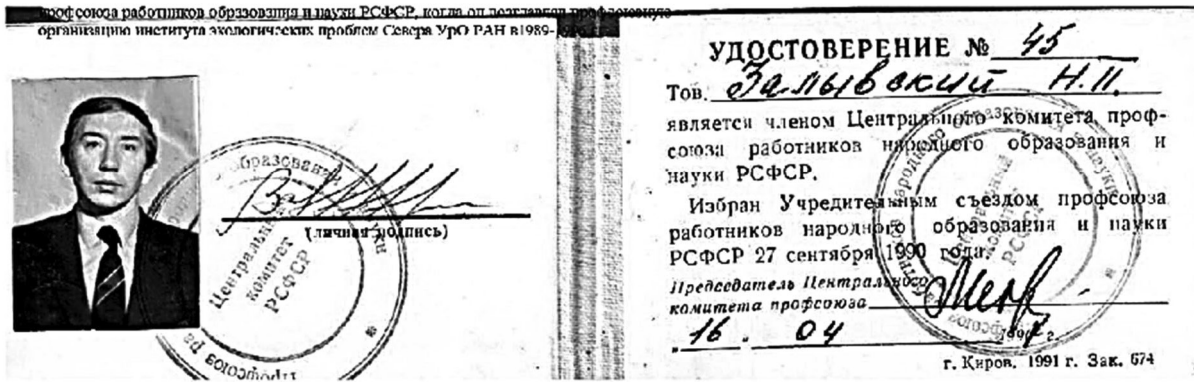 профсоюза работников образования и науки РСФСР, когда он возглавлял профсоюзную
организацию института экологических проблем Севера УрО РАН в1989-
(личная подпись)
Центральный
комитет
РСФСР
УДОСТОВЕРЕНИЕ № 45
Тов. Залывский Н.П.
является членом Центрального комитета проф-
союза работников народного образования и
науки РСФСР.
Избран Учредительным съездом профсоюза
работников народного образования и науки
РСФСР 27 сентября 1990 года.
Председатель Центрального
комитета профсоюза
16. 04 г.
г. Киров. 1991 г. Зак. 674